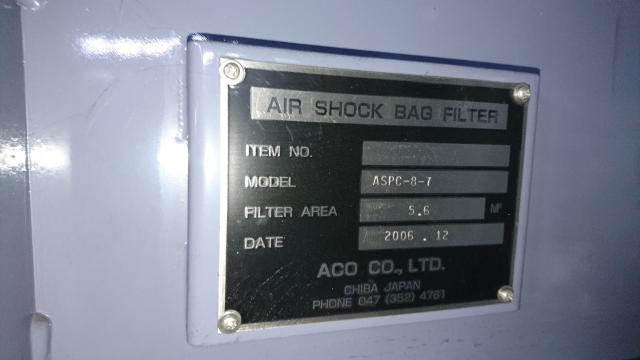 AIR SHOCK BAG FILTER
ITEM NO.
MODEL ASPC-8-7
FILTER AREA 5.6 M²
DATE 2006 . 12
ACO CO., LTD.
CHIBA JAPAN
PHONE 047 (352) 4761